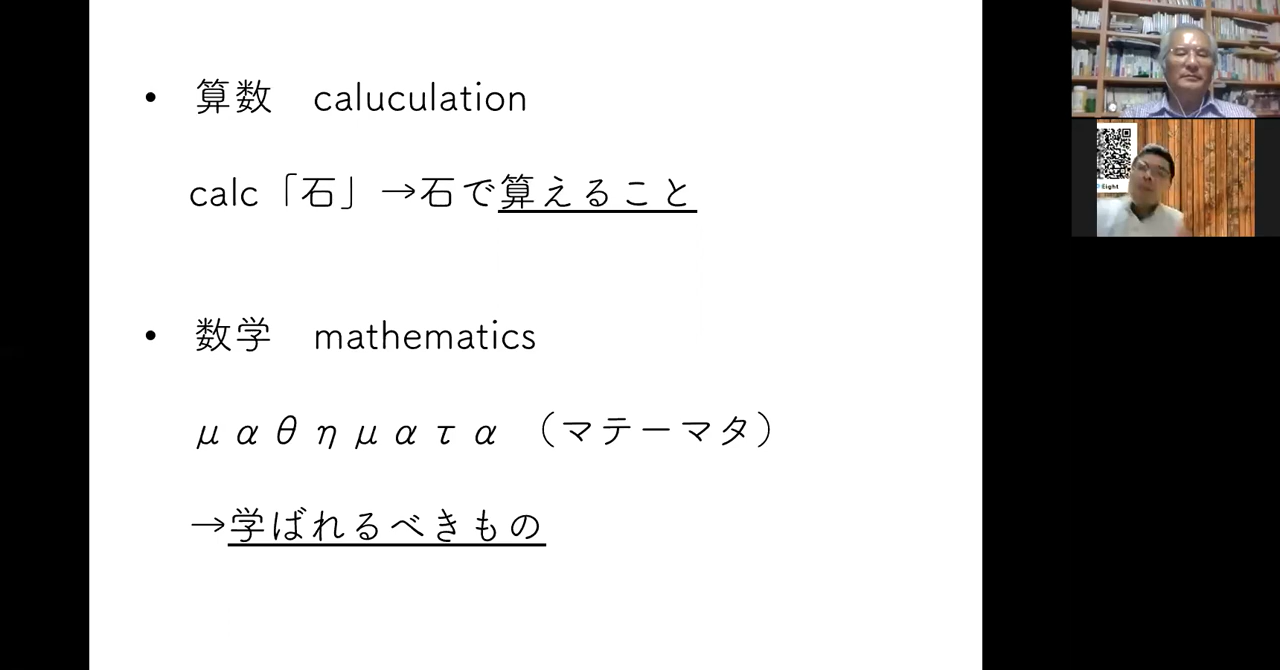 • 算数　caluculation
calc「石」→石で算えること
• 数学　mathematics
μαθηματα（マテーマタ）
→学ばれるべきもの
Eight